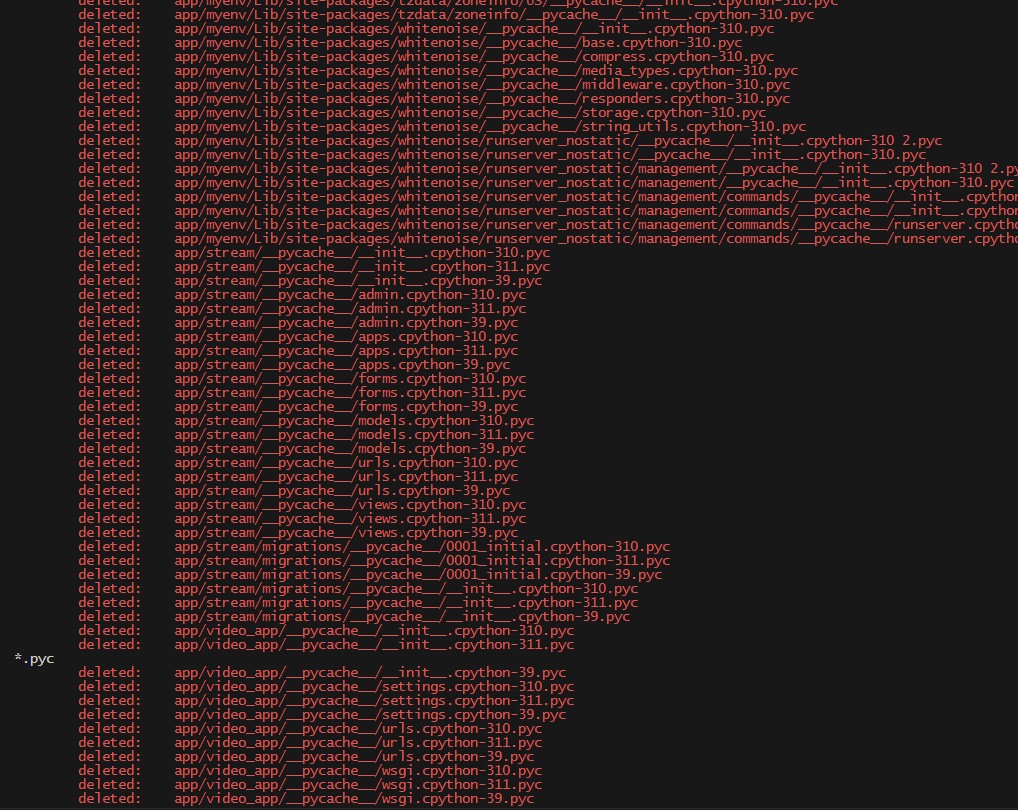 deleted: app/myenv/Lib/site-packages/tzdata/zoneinfo/US/__pycache__/__init__.cpython-310.pyc
deleted: app/myenv/Lib/site-packages/tzdata/zoneinfo/__pycache__/__init__.cpython-310.pyc
deleted: app/myenv/Lib/site-packages/whitenoise/__pycache__/__init__.cpython-310.pyc
deleted: app/myenv/Lib/site-packages/whitenoise/__pycache__/base.cpython-310.pyc
deleted: app/myenv/Lib/site-packages/whitenoise/__pycache__/compress.cpython-310.pyc
deleted: app/myenv/Lib/site-packages/whitenoise/__pycache__/media_types.cpython-310.pyc
deleted: app/myenv/Lib/site-packages/whitenoise/__pycache__/middleware.cpython-310.pyc
deleted: app/myenv/Lib/site-packages/whitenoise/__pycache__/responders.cpython-310.pyc
deleted: app/myenv/Lib/site-packages/whitenoise/__pycache__/storage.cpython-310.pyc
deleted: app/myenv/Lib/site-packages/whitenoise/__pycache__/string_utils.cpython-310.pyc
deleted: app/myenv/Lib/site-packages/whitenoise/runserver_nostatic/__pycache__/__init__.cpython-310 2.pyc
deleted: app/myenv/Lib/site-packages/whitenoise/runserver_nostatic/__pycache__/__init__.cpython-310.pyc
deleted: app/myenv/Lib/site-packages/whitenoise/runserver_nostatic/management/__pycache__/__init__.cpython-310 2.py
deleted: app/myenv/Lib/site-packages/whitenoise/runserver_nostatic/management/__pycache__/__init__.cpython-310.pyc
deleted: app/myenv/Lib/site-packages/whitenoise/runserver_nostatic/management/commands/__pycache__/__init__.cpython
deleted: app/myenv/Lib/site-packages/whitenoise/runserver_nostatic/management/commands/__pycache__/__init__.cpython
deleted: app/myenv/Lib/site-packages/whitenoise/runserver_nostatic/management/commands/__pycache__/runserver.cpytho
deleted: app/myenv/Lib/site-packages/whitenoise/runserver_nostatic/management/commands/__pycache__/runserver.cpytho
deleted: app/stream/__pycache__/__init__.cpython-310.pyc
deleted: app/stream/__pycache__/__init__.cpython-311.pyc
deleted: app/stream/__pycache__/__init__.cpython-39.pyc
deleted: app/stream/__pycache__/admin.cpython-310.pyc
deleted: app/stream/__pycache__/admin.cpython-311.pyc
deleted: app/stream/__pycache__/admin.cpython-39.pyc
deleted: app/stream/__pycache__/apps.cpython-310.pyc
deleted: app/stream/__pycache__/apps.cpython-311.pyc
deleted: app/stream/__pycache__/apps.cpython-39.pyc
deleted: app/stream/__pycache__/forms.cpython-310.pyc
deleted: app/stream/__pycache__/forms.cpython-311.pyc
deleted: app/stream/__pycache__/forms.cpython-39.pyc
deleted: app/stream/__pycache__/models.cpython-310.pyc
deleted: app/stream/__pycache__/models.cpython-311.pyc
deleted: app/stream/__pycache__/models.cpython-39.pyc
deleted: app/stream/__pycache__/urls.cpython-310.pyc
deleted: app/stream/__pycache__/urls.cpython-311.pyc
deleted: app/stream/__pycache__/urls.cpython-39.pyc
deleted: app/stream/__pycache__/views.cpython-310.pyc
deleted: app/stream/__pycache__/views.cpython-311.pyc
deleted: app/stream/__pycache__/views.cpython-39.pyc
deleted: app/stream/migrations/__pycache__/0001_initial.cpython-310.pyc
deleted: app/stream/migrations/__pycache__/0001_initial.cpython-311.pyc
deleted: app/stream/migrations/__pycache__/0001_initial.cpython-39.pyc
deleted: app/stream/migrations/__pycache__/__init__.cpython-310.pyc
deleted: app/stream/migrations/__pycache__/__init__.cpython-311.pyc
deleted: app/stream/migrations/__pycache__/__init__.cpython-39.pyc
deleted: app/video_app/__pycache__/__init__.cpython-310.pyc
deleted: app/video_app/__pycache__/__init__.cpython-311.pyc
*.pyc
deleted: app/video_app/__pycache__/__init__.cpython-39.pyc
deleted: app/video_app/__pycache__/settings.cpython-310.pyc
deleted: app/video_app/__pycache__/settings.cpython-311.pyc
deleted: app/video_app/__pycache__/settings.cpython-39.pyc
deleted: app/video_app/__pycache__/urls.cpython-310.pyc
deleted: app/video_app/__pycache__/urls.cpython-311.pyc
deleted: app/video_app/__pycache__/urls.cpython-39.pyc
deleted: app/video_app/__pycache__/wsgi.cpython-310.pyc
deleted: app/video_app/__pycache__/wsgi.cpython-311.pyc
deleted: app/video_app/__pycache__/wsgi.cpython-39.pyc